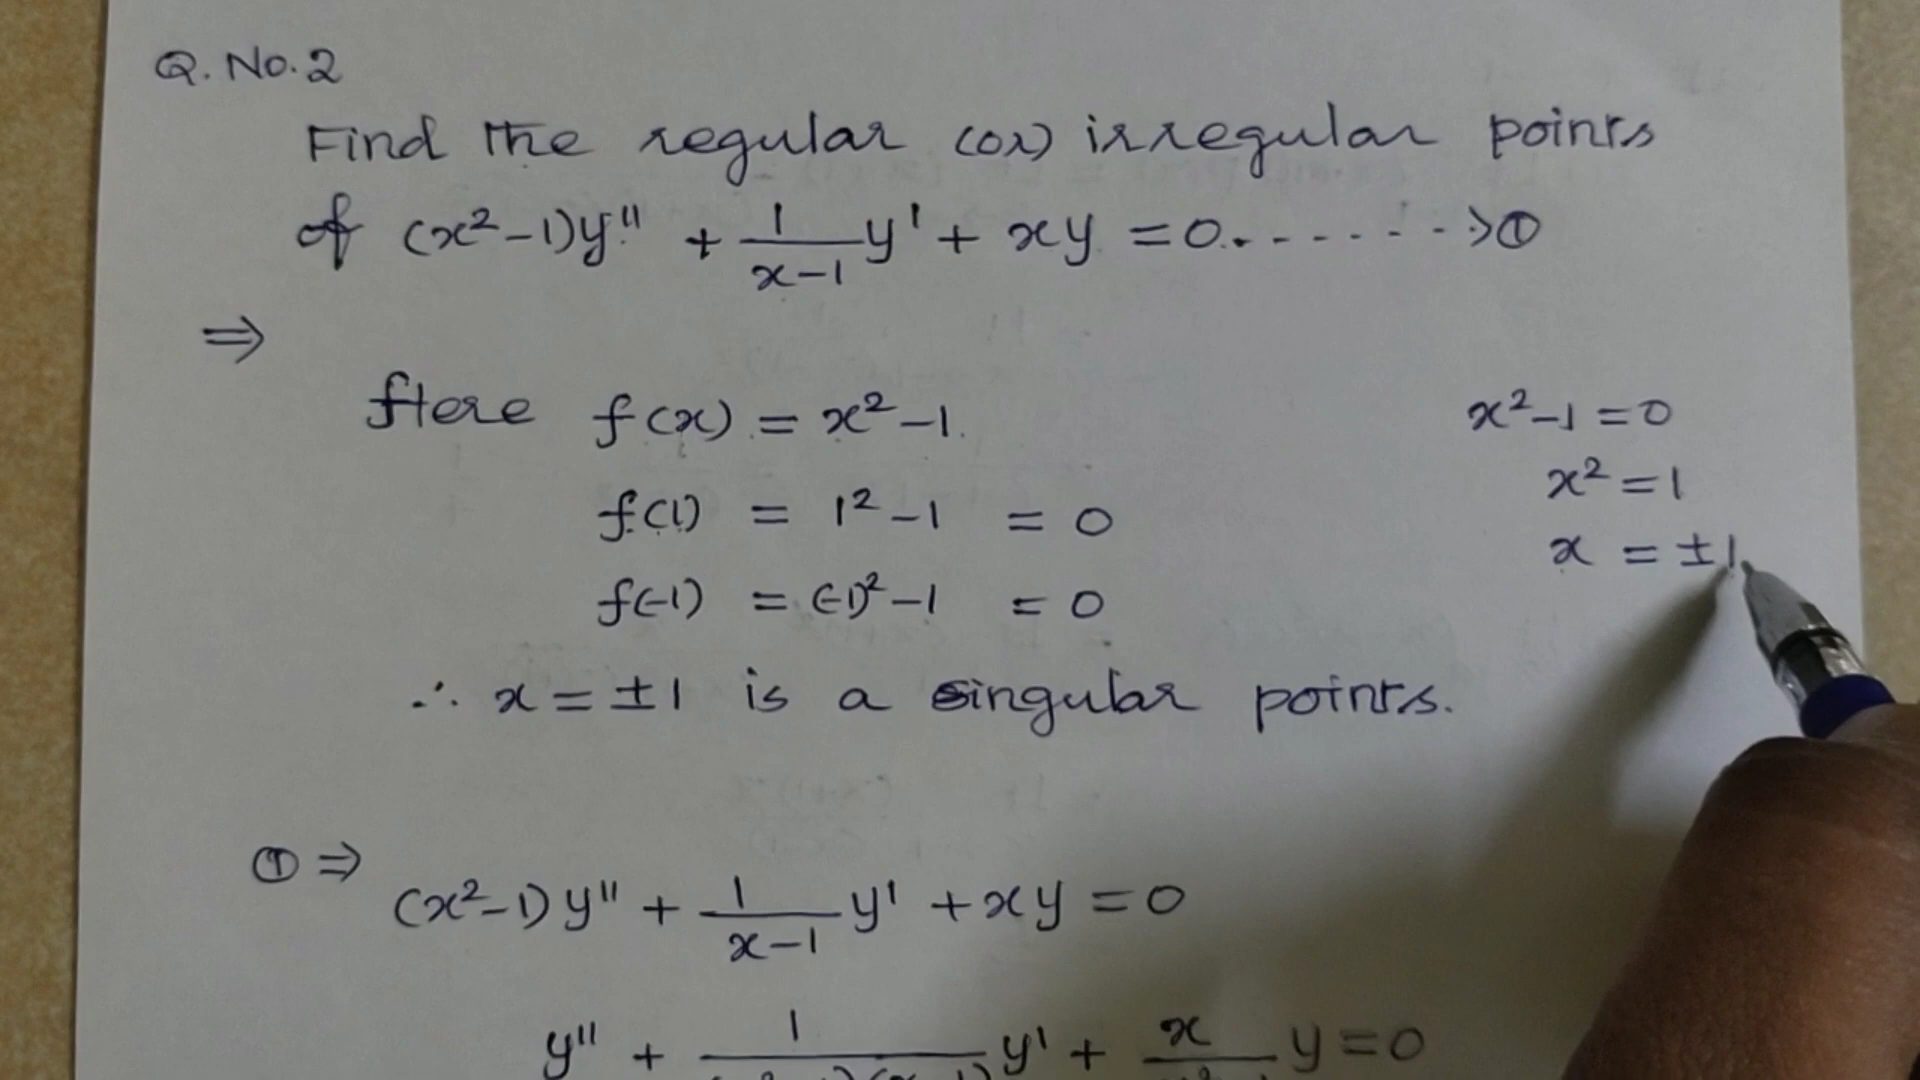 Q. No. 2
Find the regular (or) irregular points
of (x²-1)y" + 1/(x-1) y' + xy = 0 . - - - - - -> ①
⇒
Here f(x) = x²-1
x²-1 = 0
f(1) = 1²-1 = 0
x² = 1
x = ±1
f(-1) = (-1)²-1 = 0
∴ x = ±1 is a singular points.
① ⇒
(x²-1)y" + 1/(x-1) y' + xy = 0
y" + 1/ y' + x/ y = 0